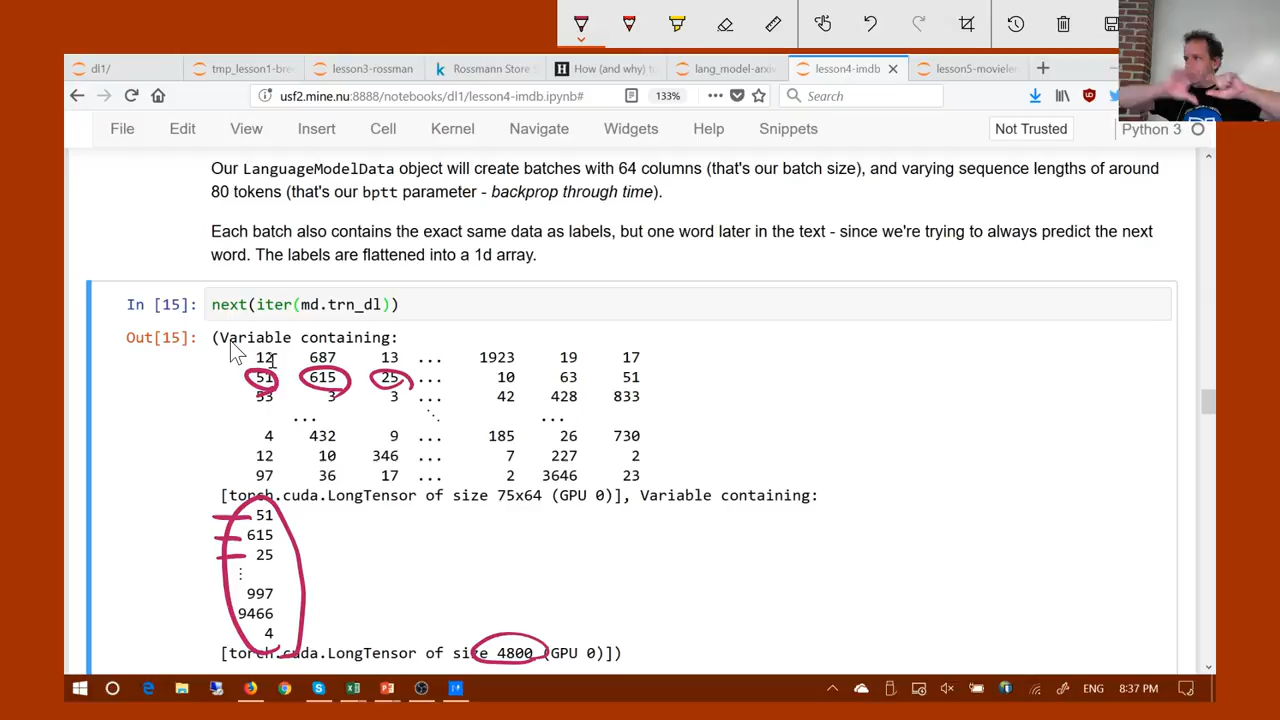 dl1/
tmp_lesson1-bre
lesson3-rossman
Rossmann Store S
How (and why) t
lang_model-arxiv
lesson4-imdb
lesson5-movieler
usf2.mine.nu:8888/notebooks/dl1/lesson4-imdb.ipynb#
133%
Search
File Edit View Insert Cell Kernel Navigate Widgets Help Snippets
Not Trusted
Python 3
Our LanguageModelData object will create batches with 64 columns (that's our batch size), and varying sequence lengths of around
80 tokens (that's our bptt parameter - backprop through time).
Each batch also contains the exact same data as labels, but one word later in the text - since we're trying to always predict the next
word. The labels are flattened into a 1d array.
In [15]: next(iter(md.trn_dl))
Out[15]: (Variable containing:
12 687 13 ... 1923 19 17
51 615 25 ... 10 63 51
53 3 3 ... 42 428 833
... ⋱ ...
4 432 9 ... 185 26 730
12 10 346 ... 7 227 2
97 36 17 ... 2 3646 23
[torch.cuda.LongTensor of size 75x64 (GPU 0)], Variable containing:
51
615
25
⋮
997
9466
4
[torch.cuda.LongTensor of size 4800 (GPU 0)])
ENG 8:37 PM